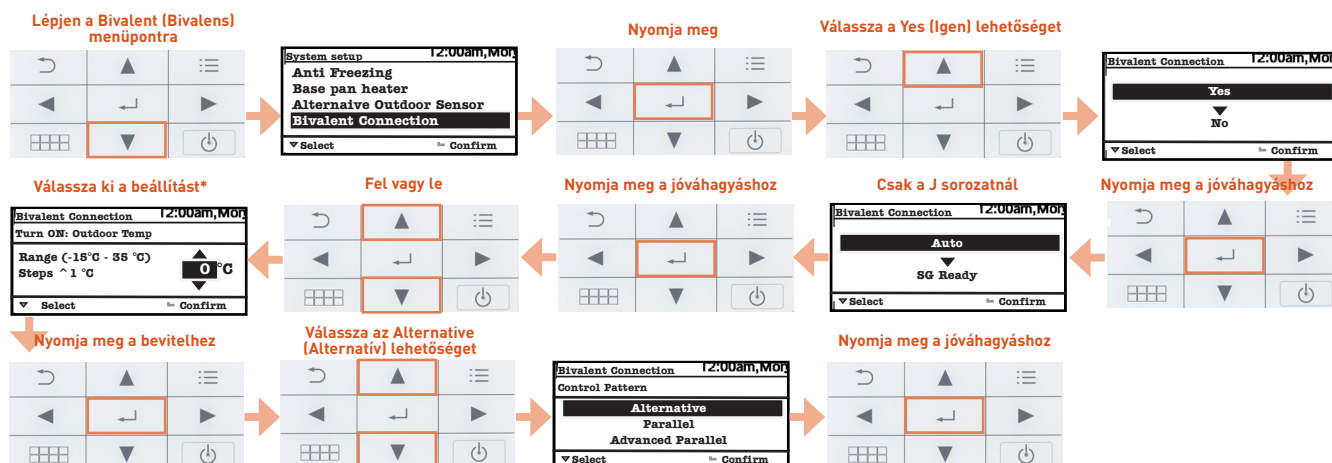 Lépjen a Bivalent (Bivalens)
menüpontra
System setup 12:00am,Mon
Anti Freezing
Base pan heater
Alternaive Outdoor Sensor
Bivalent Connection
Select Confirm
Nyomja meg
Válassza a Yes (Igen) lehetőséget
Bivalent Connection 12:00am,Mon
Yes
No
Select Confirm
Nyomja meg a jóváhagyáshoz
Csak a J sorozatnál
Bivalent Connection 12:00am,Mon
Auto
SG Ready
Select Confirm
Nyomja meg a jóváhagyáshoz
Fel vagy le
Válassza ki a beállítást*
Bivalent Connection 12:00am,Mon
Turn ON: Outdoor Temp
Range (-15°C - 35 °C)
Steps ^ 1 °C
0 °C
Select Confirm
Nyomja meg a bevitelhez
Válassza az Alternative
(Alternatív) lehetőséget
Bivalent Connection 12:00am,Mon
Control Pattern
Alternative
Parallel
Advanced Parallel
Select Confirm
Nyomja meg a jóváhagyáshoz